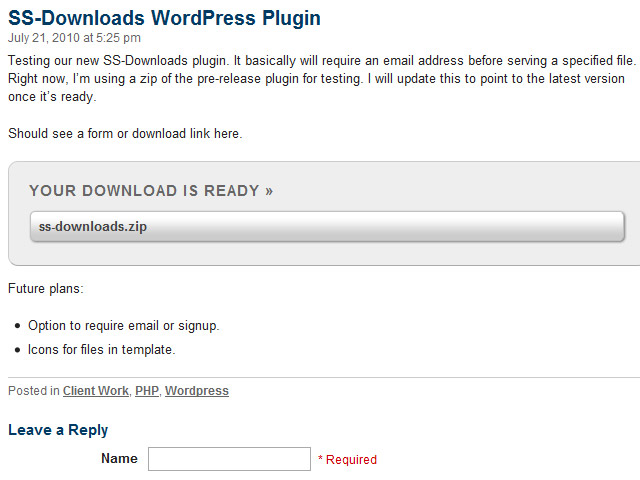 SS-Downloads WordPress Plugin
July 21, 2010 at 5:25 pm
Testing our new SS-Downloads plugin. It basically will require an email address before serving a specified file.
Right now, I'm using a zip of the pre-release plugin for testing. I will update this to point to the latest version
once it's ready.
Should see a form or download link here.
YOUR DOWNLOAD IS READY »
ss-downloads.zip
Future plans:
• Option to require email or signup.
• Icons for files in template.
Posted in Client Work, PHP, Wordpress
Leave a Reply
Name * Required